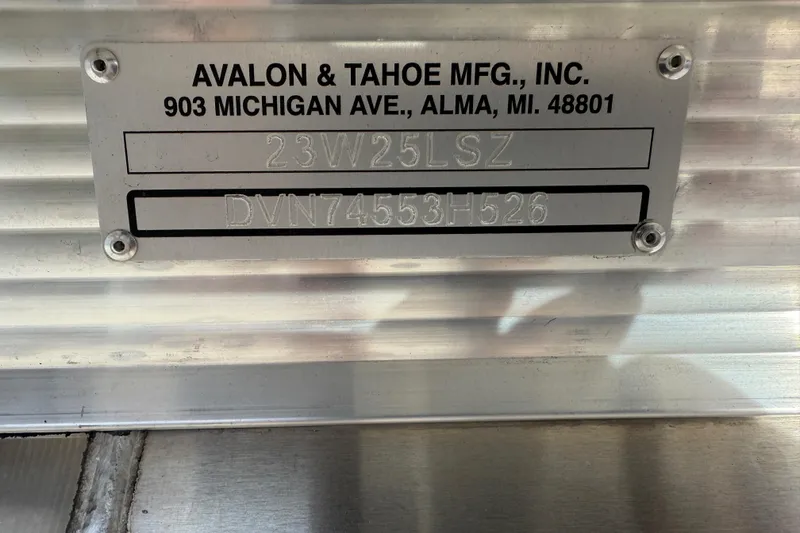 AVALON & TAHOE MFG., INC.
903 MICHIGAN AVE., ALMA, MI. 48801
23W25LSZ
DVN74553H526